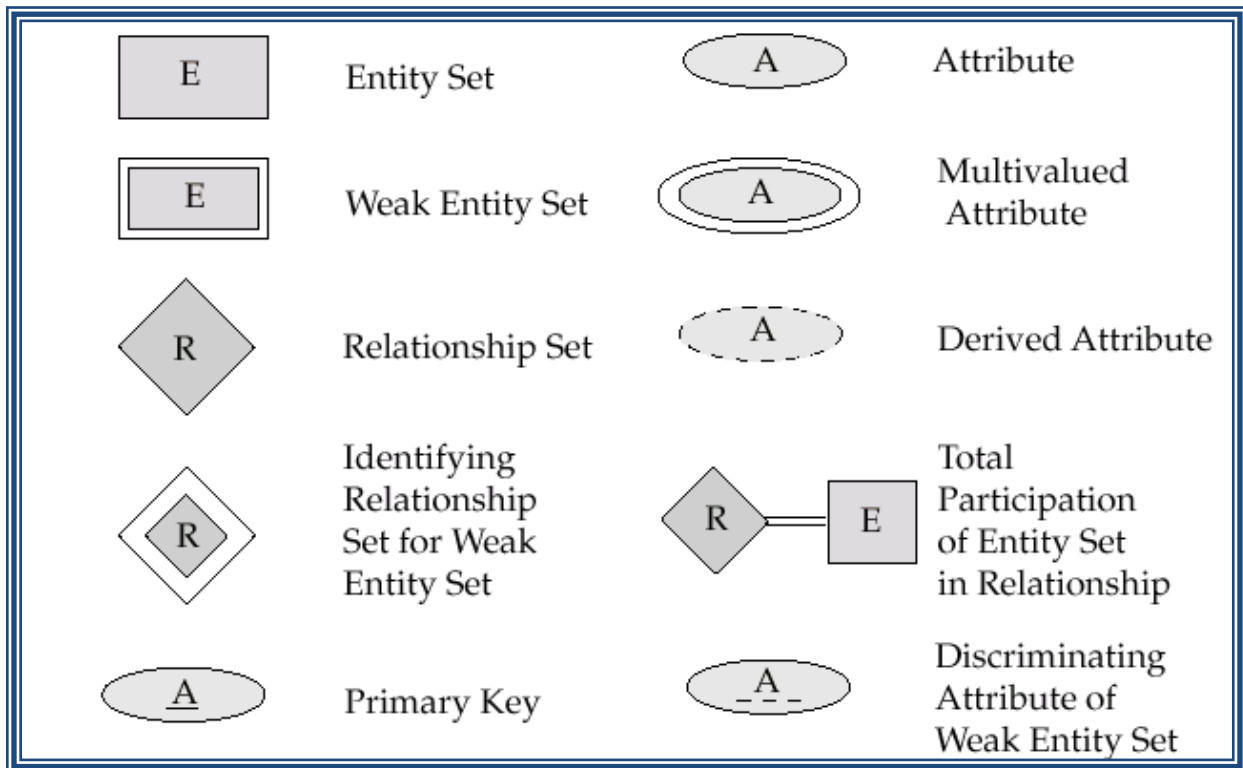 E
Entity Set
A
Attribute
E
Weak Entity Set
A
Multivalued
Attribute
R
Relationship Set
A
Derived Attribute
R
Identifying
Relationship
Set for Weak
Entity Set
R
E
Total
Participation
of Entity Set
in Relationship
A
Primary Key
A
Discriminating
Attribute of
Weak Entity Set